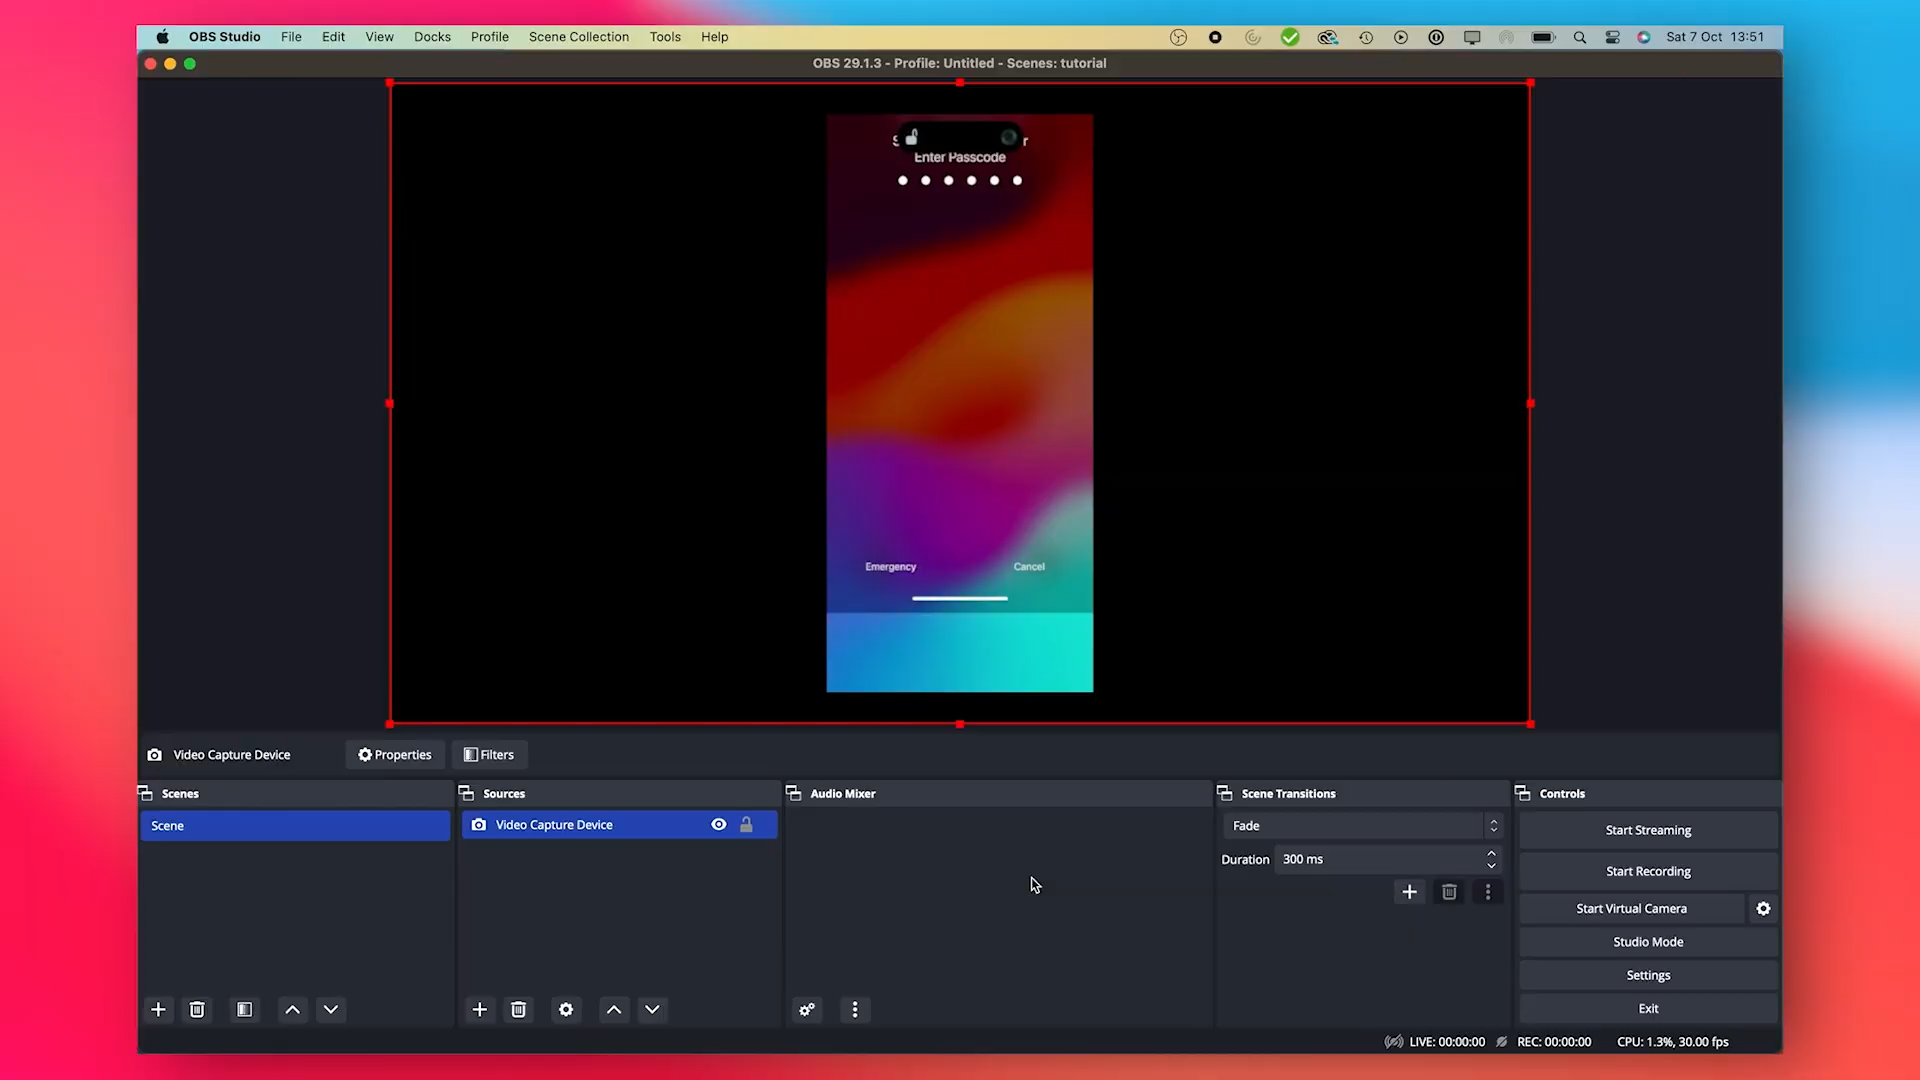 OBS Studio File Edit View Docks Profile Scene Collection Tools Help Sat 7 Oct 13:51
OBS 29.1.3 - Profile: Untitled - Scenes: tutorial
Enter Passcode
Emergency Cancel
Video Capture Device Properties Filters
Scenes Sources Audio Mixer Scene Transitions Controls
Scene Video Capture Device Fade Start Streaming
Duration 300 ms
Start Recording
Start Virtual Camera
Studio Mode
Settings
Exit
LIVE: 00:00:00 REC: 00:00:00 CPU: 1.3%, 30.00 fps